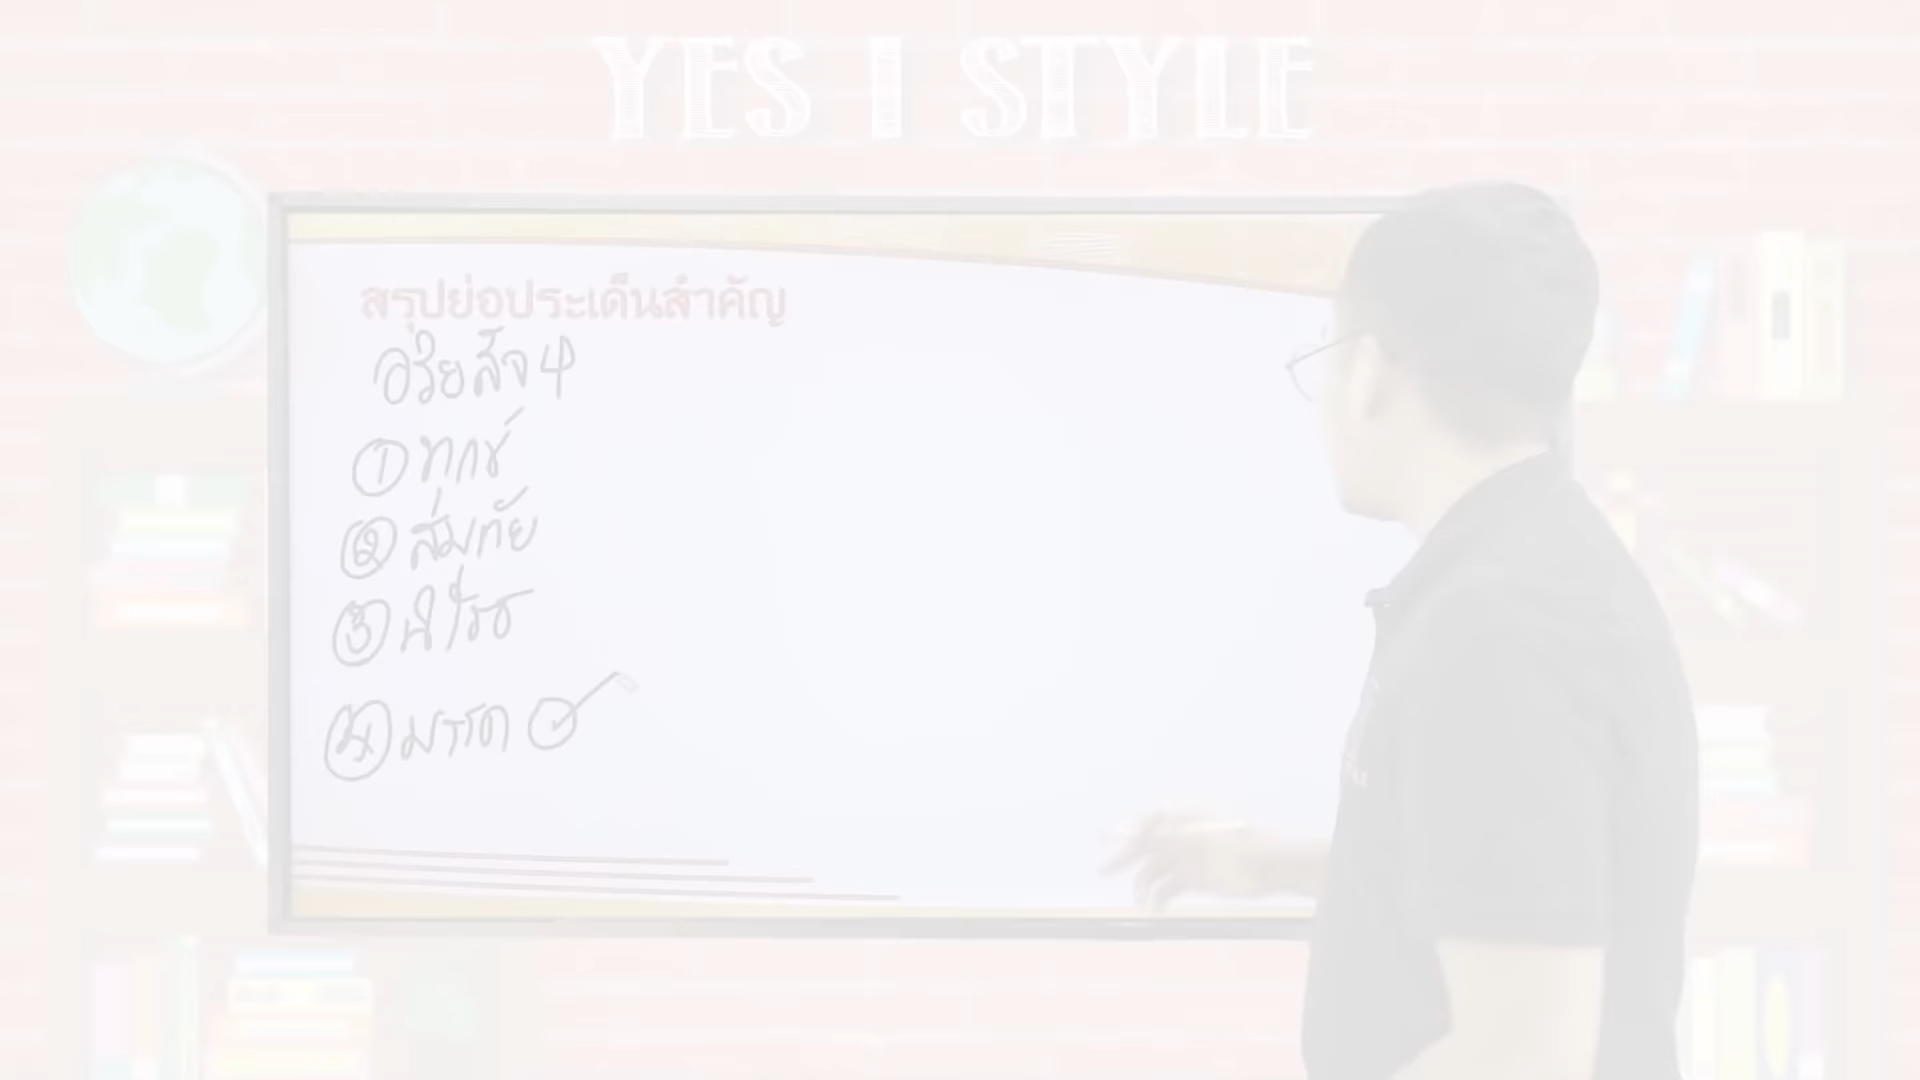 YES I STYLE
สรุปย่อประเด็นสำคัญ
อริยสัจ 4
① ทุกข์
② สมุทัย
③ นิโรธ
④ มรรค